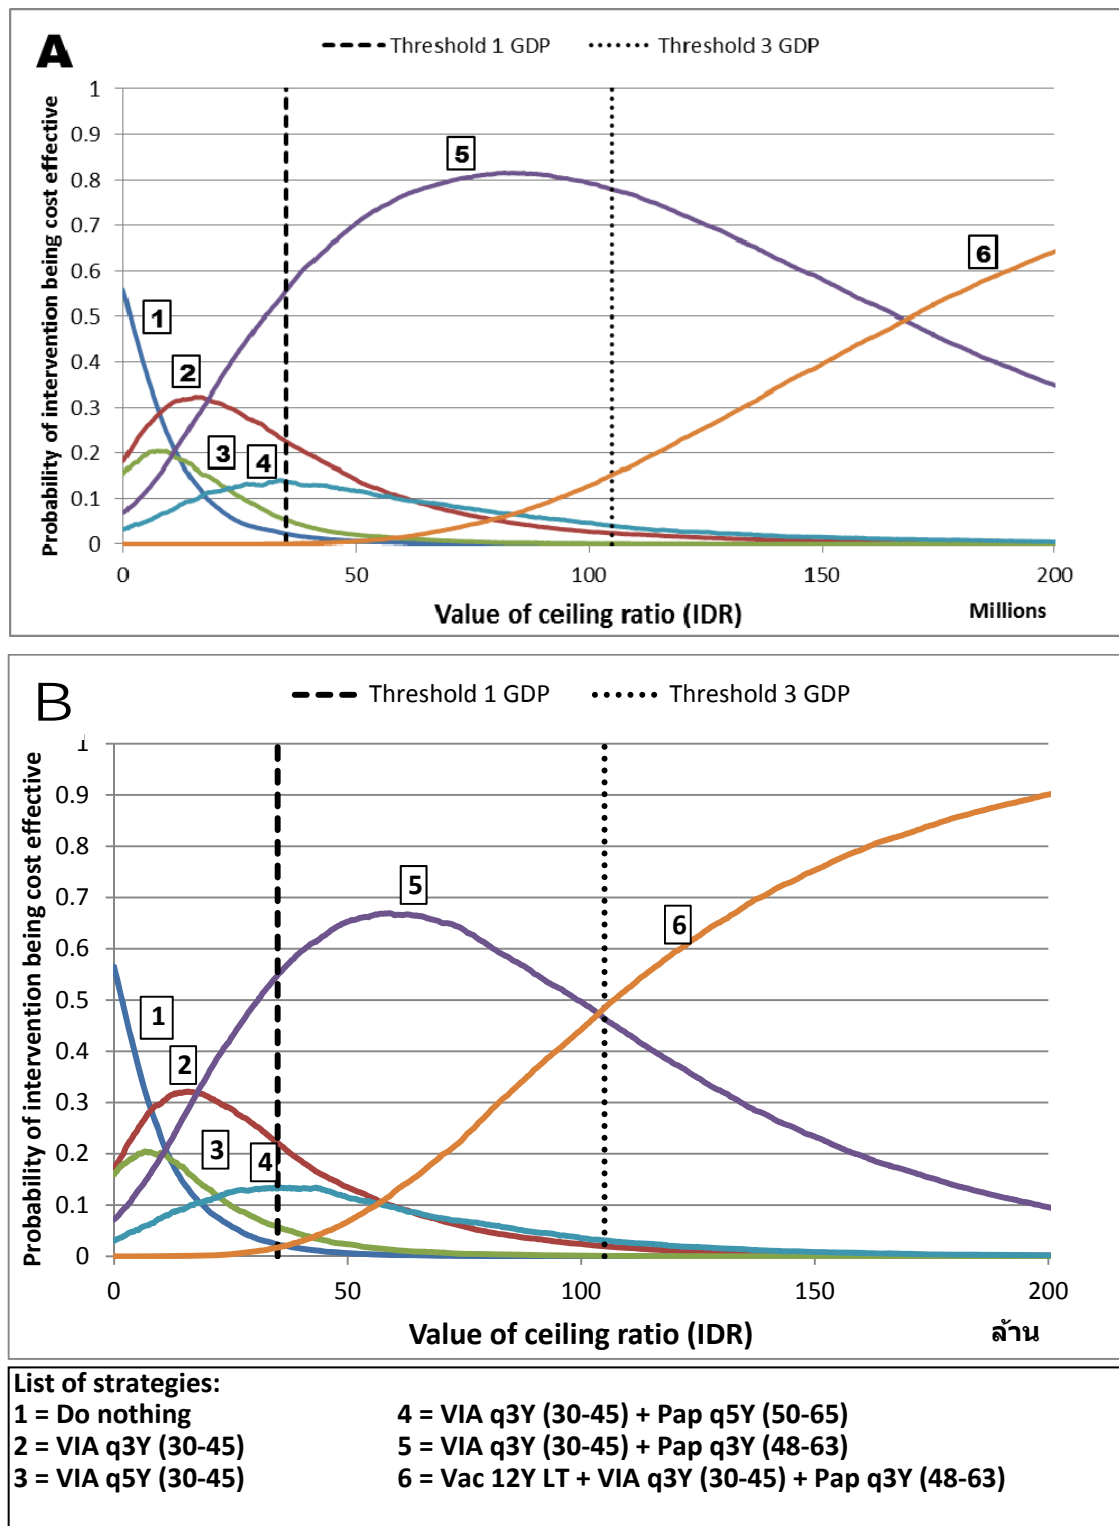 A
Threshold 1 GDP
Threshold 3 GDP
Probability of intervention being cost effective
1
0.9
0.8
0.7
0.6
0.5
0.4
0.3
0.2
0.1
0
1
2
3
4
5
6
0
50
100
150
200
Value of ceiling ratio (IDR)
Millions
B
Threshold 1 GDP
Threshold 3 GDP
Probability of intervention being cost effective
1
0.9
0.8
0.7
0.6
0.5
0.4
0.3
0.2
0.1
0
1
2
3
4
5
6
0
50
100
150
200
Value of ceiling ratio (IDR)
ล้าน
List of strategies:
1 = Do nothing
2 = VIA q3Y (30-45)
3 = VIA q5Y (30-45)
4 = VIA q3Y (30-45) + Pap q5Y (50-65)
5 = VIA q3Y (30-45) + Pap q3Y (48-63)
6 = Vac 12Y LT + VIA q3Y (30-45) + Pap q3Y (48-63)